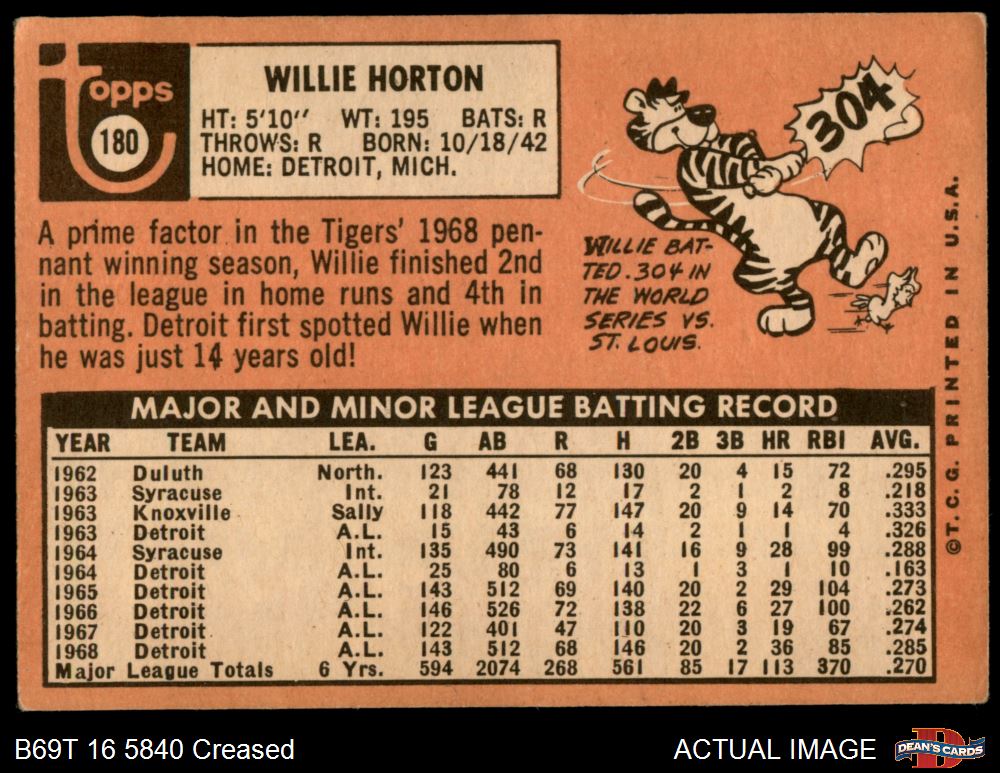 topps
180
WILLIE HORTON
HT: 5'10'' WT: 195 BATS: R
THROWS: R BORN: 10/18/42
HOME: DETROIT, MICH.
A prime factor in the Tigers' 1968 pen-
nant winning season, Willie finished 2nd
in the league in home runs and 4th in
batting. Detroit first spotted Willie when
he was just 14 years old!
304
WILLIE BAT-
TED .304 IN
THE WORLD
SERIES VS.
ST. LOUIS.
MAJOR AND MINOR LEAGUE BATTING RECORD
YEAR TEAM LEA. G AB R H 2B 3B HR RBI AVG.
1962 Duluth North. 123 441 68 130 20 4 15 72 .295
1963 Syracuse Int. 21 78 12 17 2 1 2 8 .218
1963 Knoxville Sally 118 442 77 147 20 9 14 70 .333
1963 Detroit A.L. 15 43 6 14 2 1 1 4 .326
1964 Syracuse Int. 135 490 73 141 16 9 28 99 .288
1964 Detroit A.L. 25 80 6 13 1 3 1 10 .163
1965 Detroit A.L. 143 512 69 140 20 2 29 104 .273
1966 Detroit A.L. 146 526 72 138 22 6 27 100 .262
1967 Detroit A.L. 122 401 47 110 20 3 19 67 .274
1968 Detroit A.L. 143 512 68 146 20 2 36 85 .285
Major League Totals 6 Yrs. 594 2074 268 561 85 17 113 370 .270
©T.C.G. PRINTED IN U.S.A.
B69T 16 5840 Creased
ACTUAL IMAGE
DEAN'S CARDS